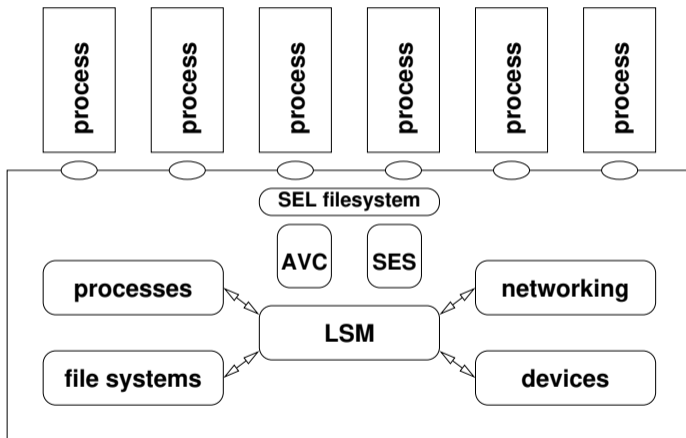 process
process
process
process
process
process
SEL filesystem
AVC
SES
processes
networking
LSM
file systems
devices